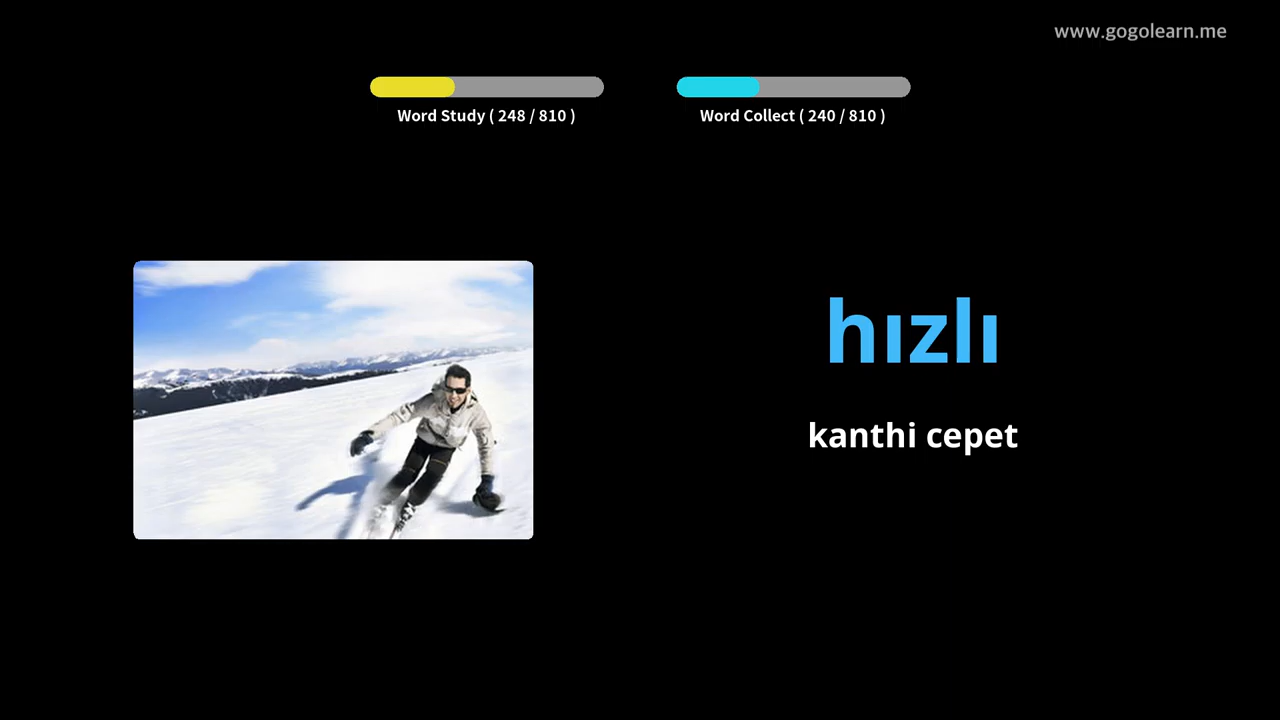 www.gogolearn.me
Word Study ( 248 / 810 )
Word Collect ( 240 / 810 )
hızlı
kanthi cepet